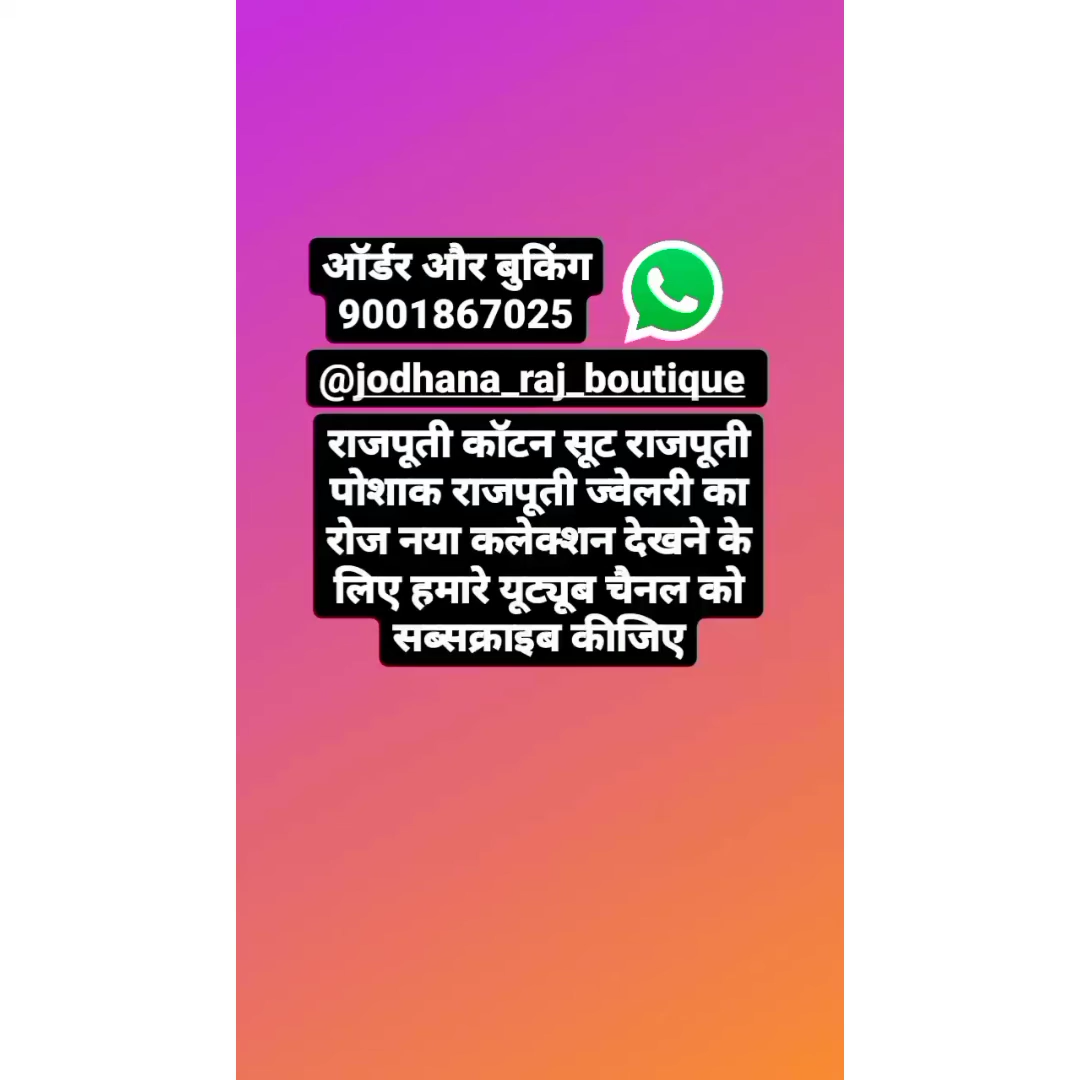 ऑर्डर और बुकिंग
9001867025
@jodhana_raj_boutique
राजपूती कॉटन सूट राजपूती
पोशाक राजपूती ज्वेलरी का
रोज नया कलेक्शन देखने के
लिए हमारे यूट्यूब चैनल को
सब्सक्राइब कीजिए